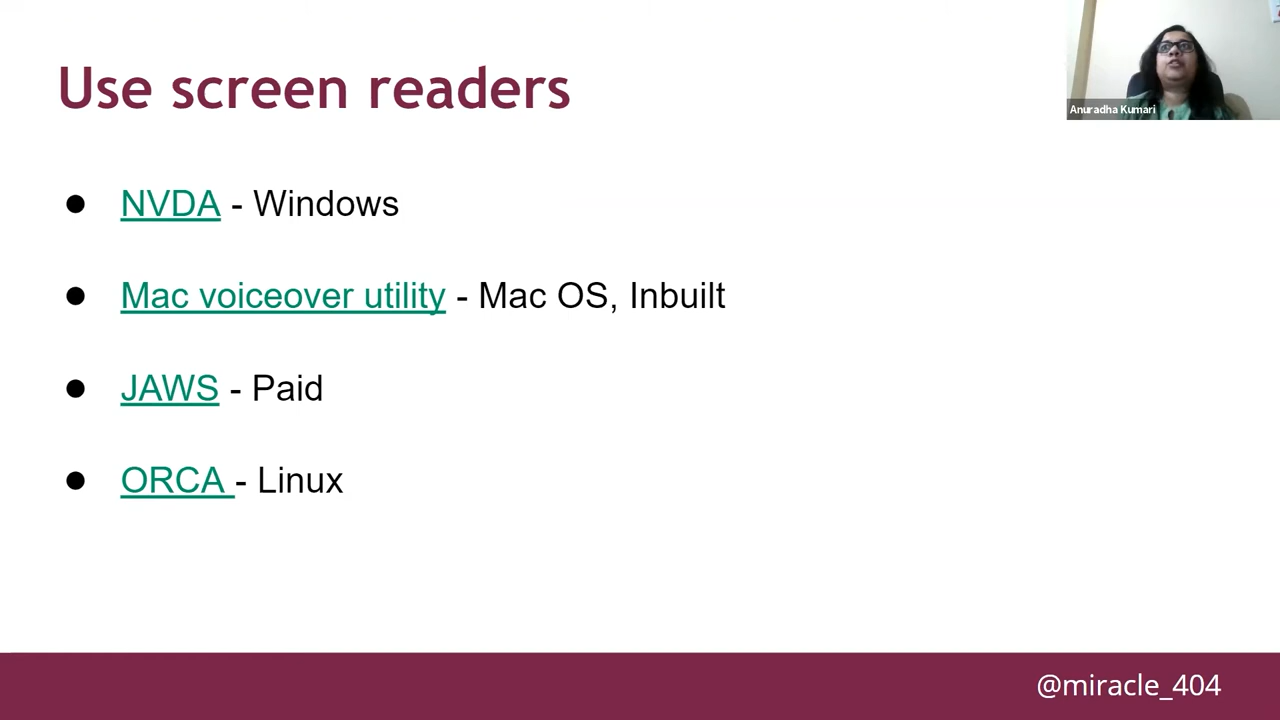 Use screen readers
Anuradha Kumari
● NVDA - Windows
● Mac voiceover utility - Mac OS, Inbuilt
● JAWS - Paid
● ORCA - Linux
@miracle_404